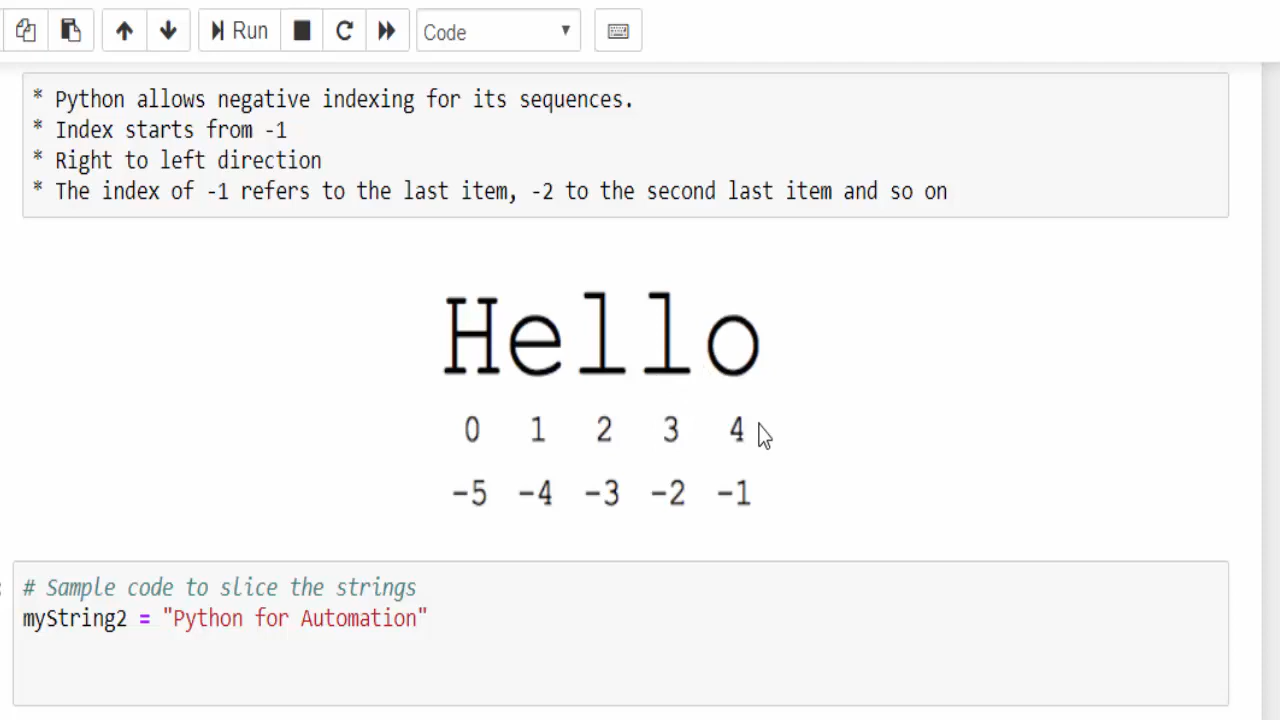 Run
Code
* Python allows negative indexing for its sequences.
* Index starts from -1
* Right to left direction
* The index of -1 refers to the last item, -2 to the second last item and so on
Hello
0 1 2 3 4
-5 -4 -3 -2 -1
# Sample code to slice the strings
myString2 = "Python for Automation"